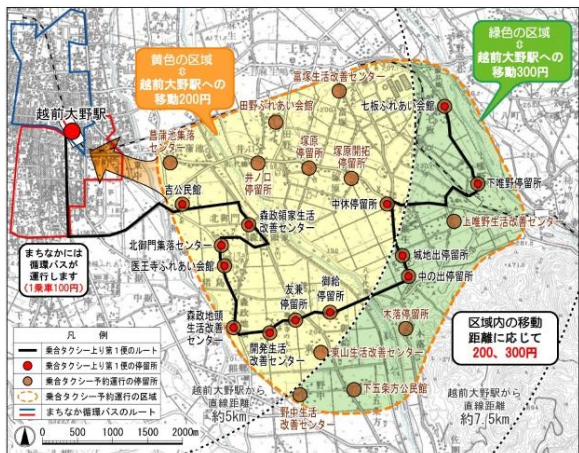 黄色の区域
⇩
越前大野駅への
移動200円
緑色の区域
⇩
越前大野駅への
移動300円
富塚生活改善センター
七板ふれあい会館
田野ふれあい会館
越前大野駅
菖蒲池集落
センター
塚原
停留所
塚原開拓
停留所
井ノ口
停留所
下唯野停留所
吉公民館
中休停留所
森政領家生活
改善センター
上唯野生活改善センター
北御門集落センター
医王寺ふれあい会館
城地出停留所
中の出停留所
まちなかには
循環バスが
運行します
(1乗車100円)
友兼
停留所
御給
停留所
森政地頭
生活改善
センター
開発生活
改善センター
木落停留所
区域内の移動
距離に応じて
200、300円
東山生活改善センター
下五条方公民館
野中生活
改善センター
越前大野駅から
直線距離
約5km
越前大野駅から
直線距離
約7.5km
凡 例
乗合タクシー上り第1便のルート
乗合タクシー上り第1便の停留所
乗合タクシー予約運行の停留所
乗合タクシー予約運行の区域
まちなか循環バスのルート
0 500 1000 1500 2000m